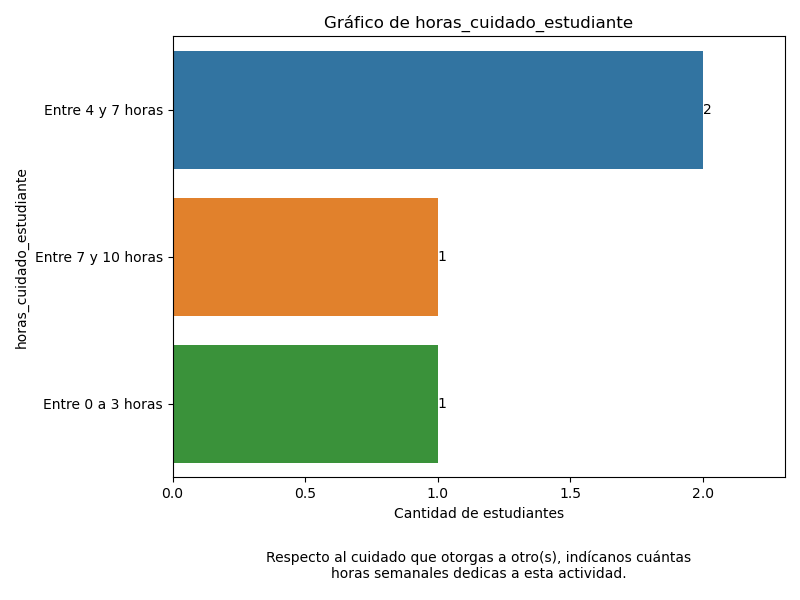 Gráfico de horas_cuidado_estudiante
horas_cuidado_estudiante
Entre 4 y 7 horas
2
Entre 7 y 10 horas
1
Entre 0 a 3 horas
1
0.0 0.5 1.0 1.5 2.0
Cantidad de estudiantes
Respecto al cuidado que otorgas a otro(s), indícanos cuántas
horas semanales dedicas a esta actividad.